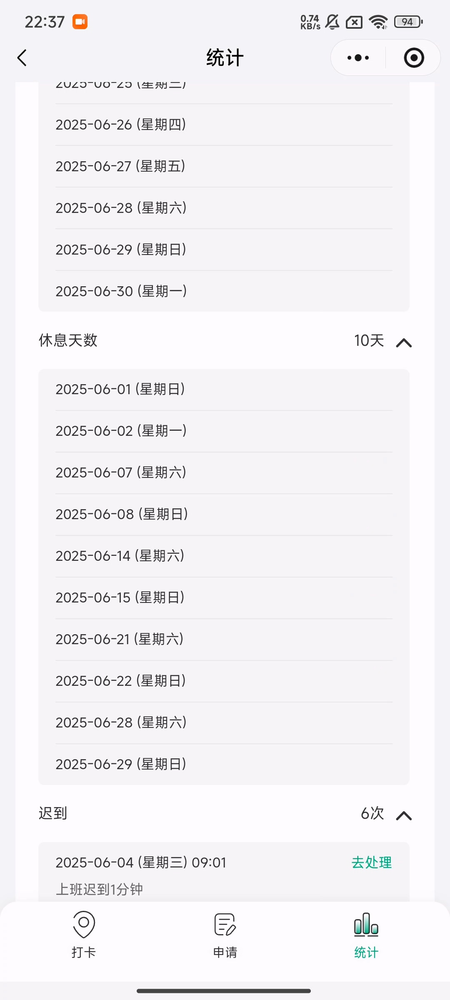 22:37
0.74
KB/s
94
统计
2025-06-25 (星期三)
2025-06-26 (星期四)
2025-06-27 (星期五)
2025-06-28 (星期六)
2025-06-29 (星期日)
2025-06-30 (星期一)
休息天数 10天
2025-06-01 (星期日)
2025-06-02 (星期一)
2025-06-07 (星期六)
2025-06-08 (星期日)
2025-06-14 (星期六)
2025-06-15 (星期日)
2025-06-21 (星期六)
2025-06-22 (星期日)
2025-06-28 (星期六)
2025-06-29 (星期日)
迟到 6次
2025-06-04 (星期三) 09:01 去处理
上班迟到1分钟
打卡 申请 统计